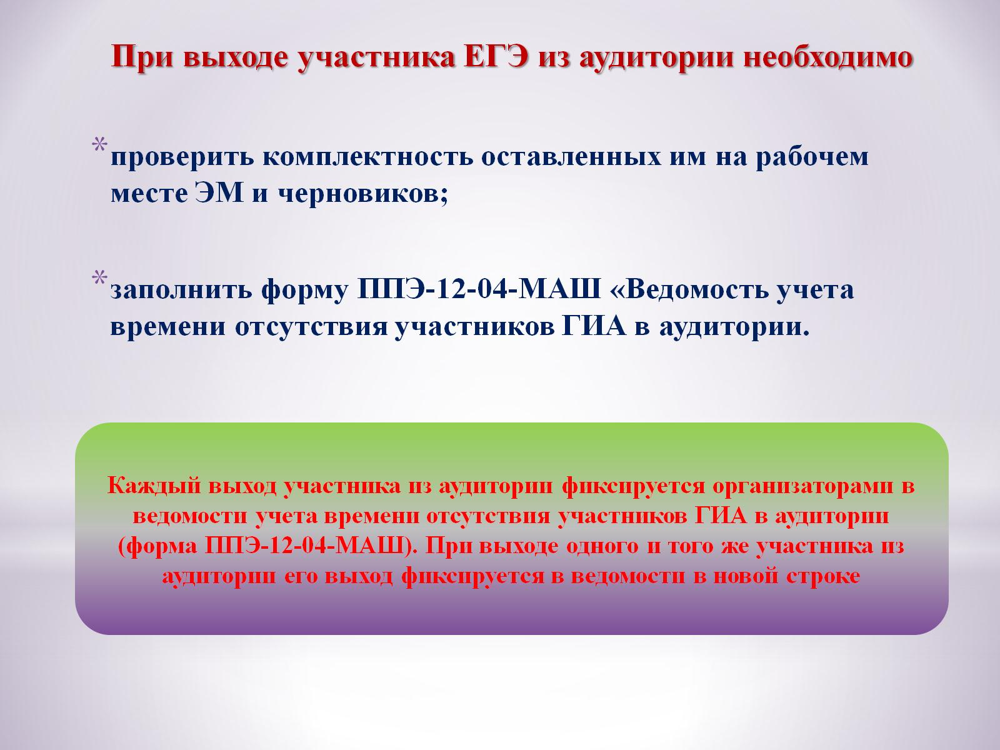 При выходе участника ЕГЭ из аудитории необходимо
* проверить комплектность оставленных им на рабочем
месте ЭМ и черновиков;
* заполнить форму ППЭ-12-04-МАШ «Ведомость учета
времени отсутствия участников ГИА в аудитории.
Каждый выход участника из аудитории фиксируется организаторами в
ведомости учета времени отсутствия участников ГИА в аудитории
(форма ППЭ-12-04-МАШ). При выходе одного и того же участника из
аудитории его выход фиксируется в ведомости в новой строке